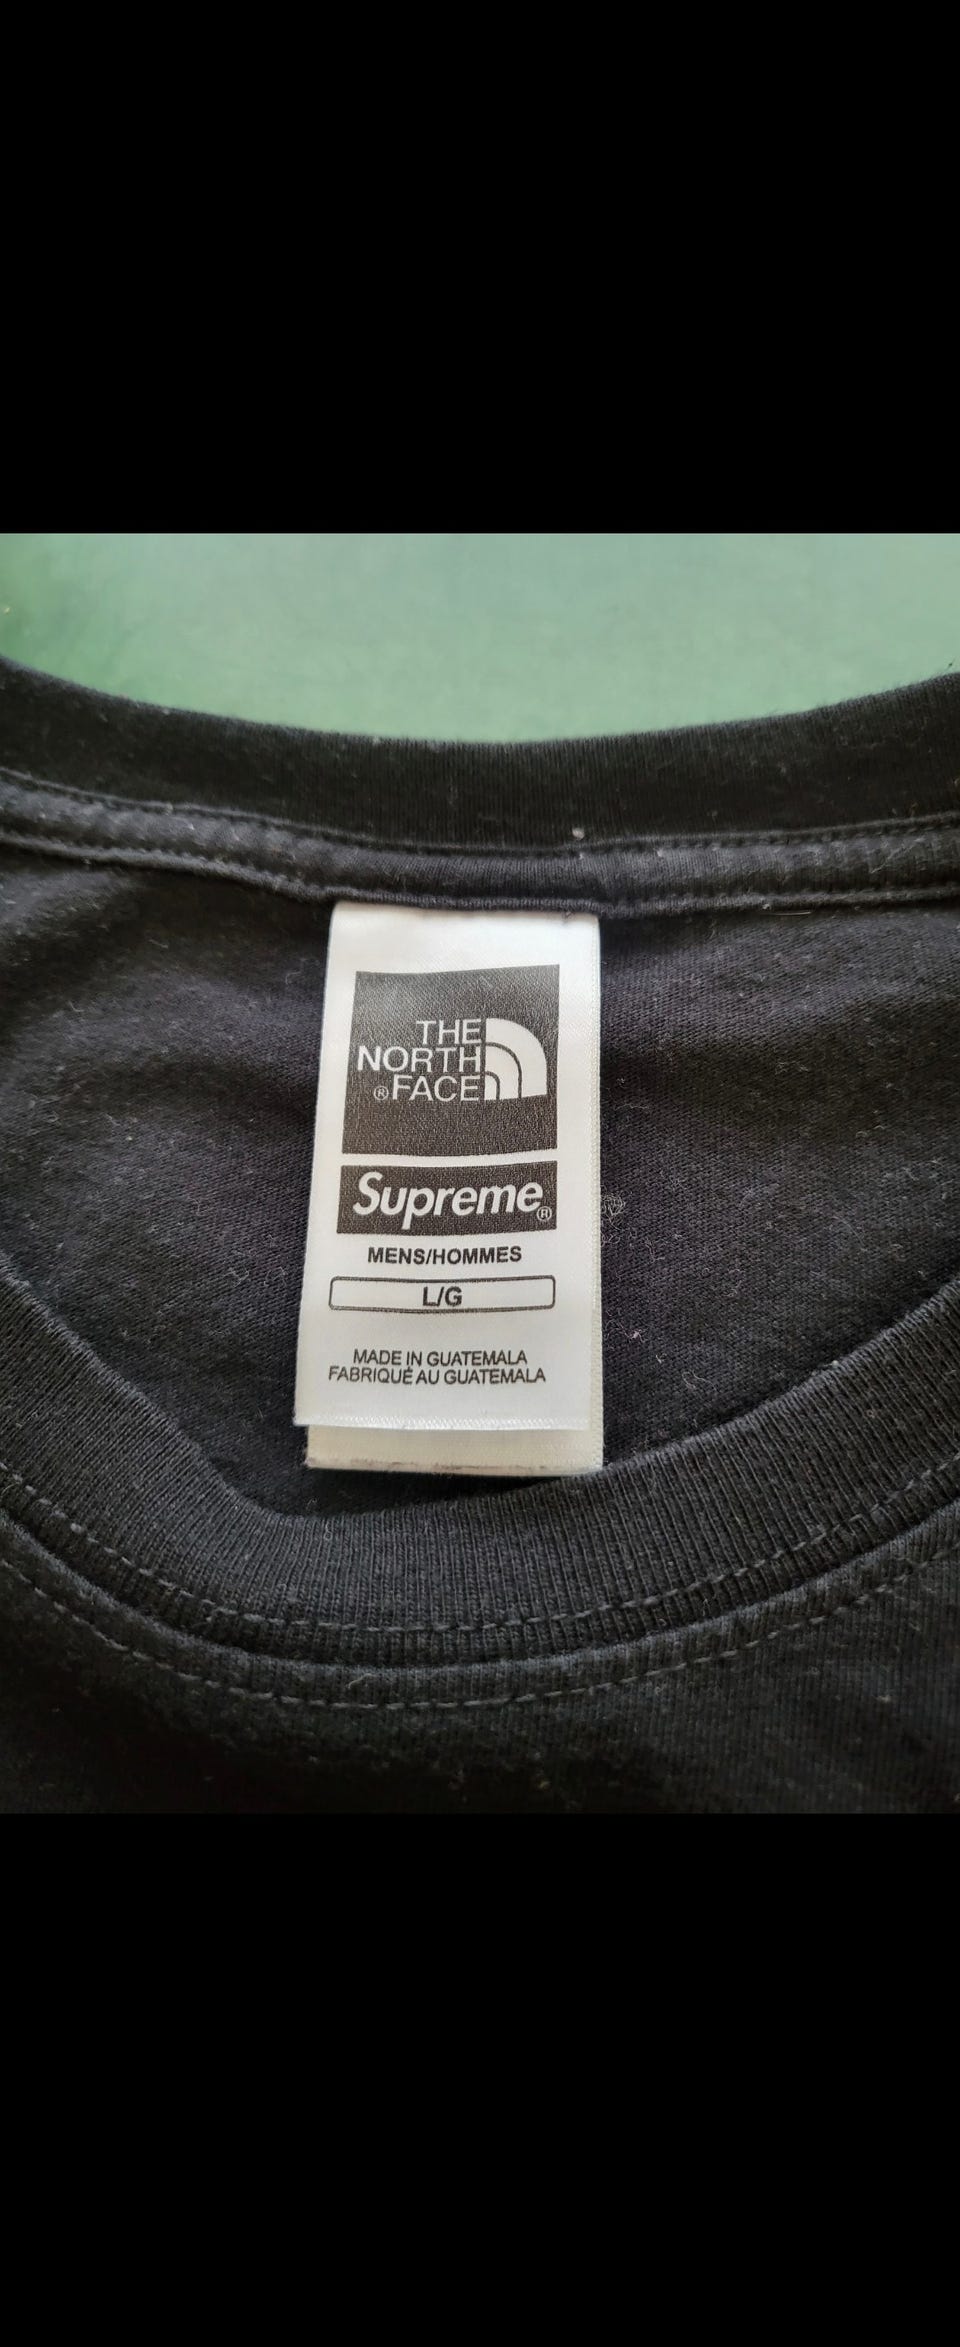 THE
NORTH
®FACE
Supreme®
MENS/HOMMES
L/G
MADE IN GUATEMALA
FABRIQUÉ AU GUATEMALA